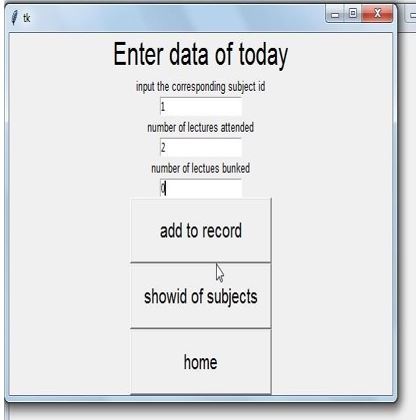 tk
Enter data of today
input the corresponding subject id
1
number of lectures attended
2
number of lectues bunked
0
add to record
showid of subjects
home